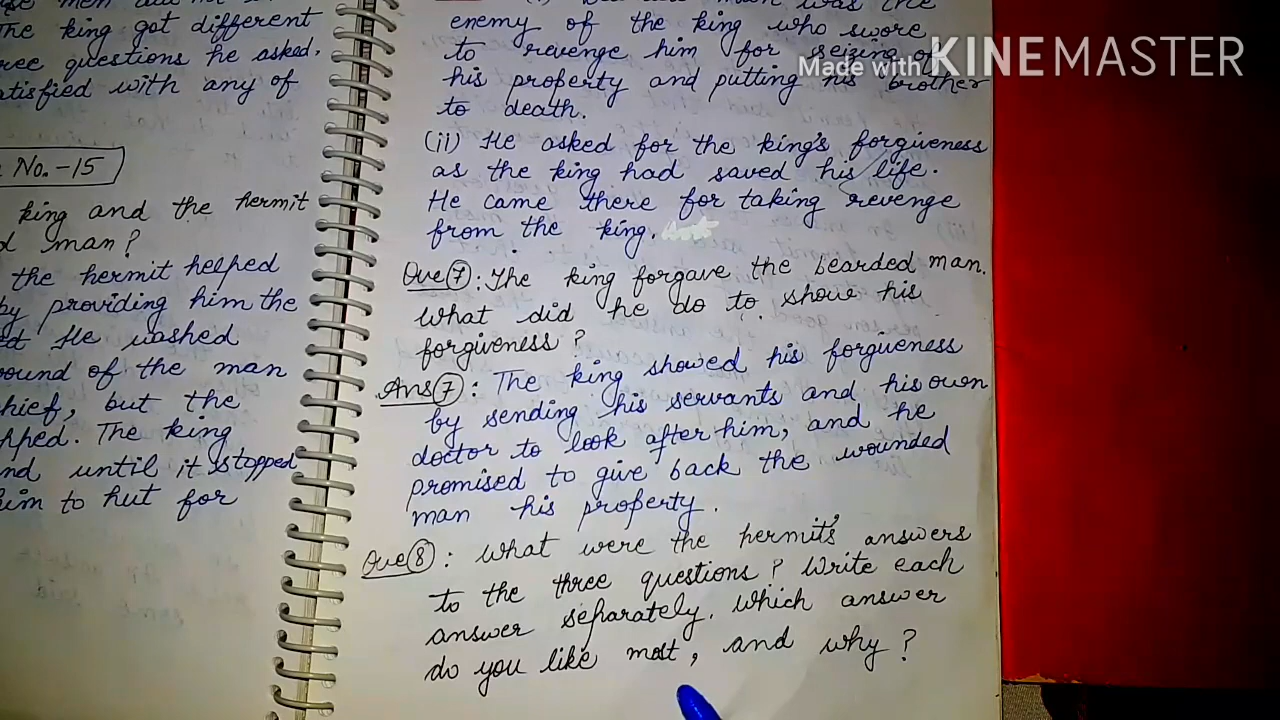 The king got different
questions he asked.
with any of
No.-15
king and the hermit
man?
the hermit helped
by providing him the
He washed
of the man
but the
The king
until it stopped
him to hut for
enemy of the king who swore
to revenge him for seizing of
his property and putting his brother
to death.
(ii) He asked for the king's forgiveness
as the king had saved his life.
He came there for taking revenge
from the king.
Que(7): The king forgave the bearded man.
What did he do to show his
forgiveness?
Ans(7): The king showed his forgiveness
by sending his servants and his own
doctor to look after him, and he
promised to give back the wounded
man his property.
Que(8): What were the hermit's answers
to the three questions? Write each
answer separately. Which answer
do you like most, and why?
Made with KINEMASTER